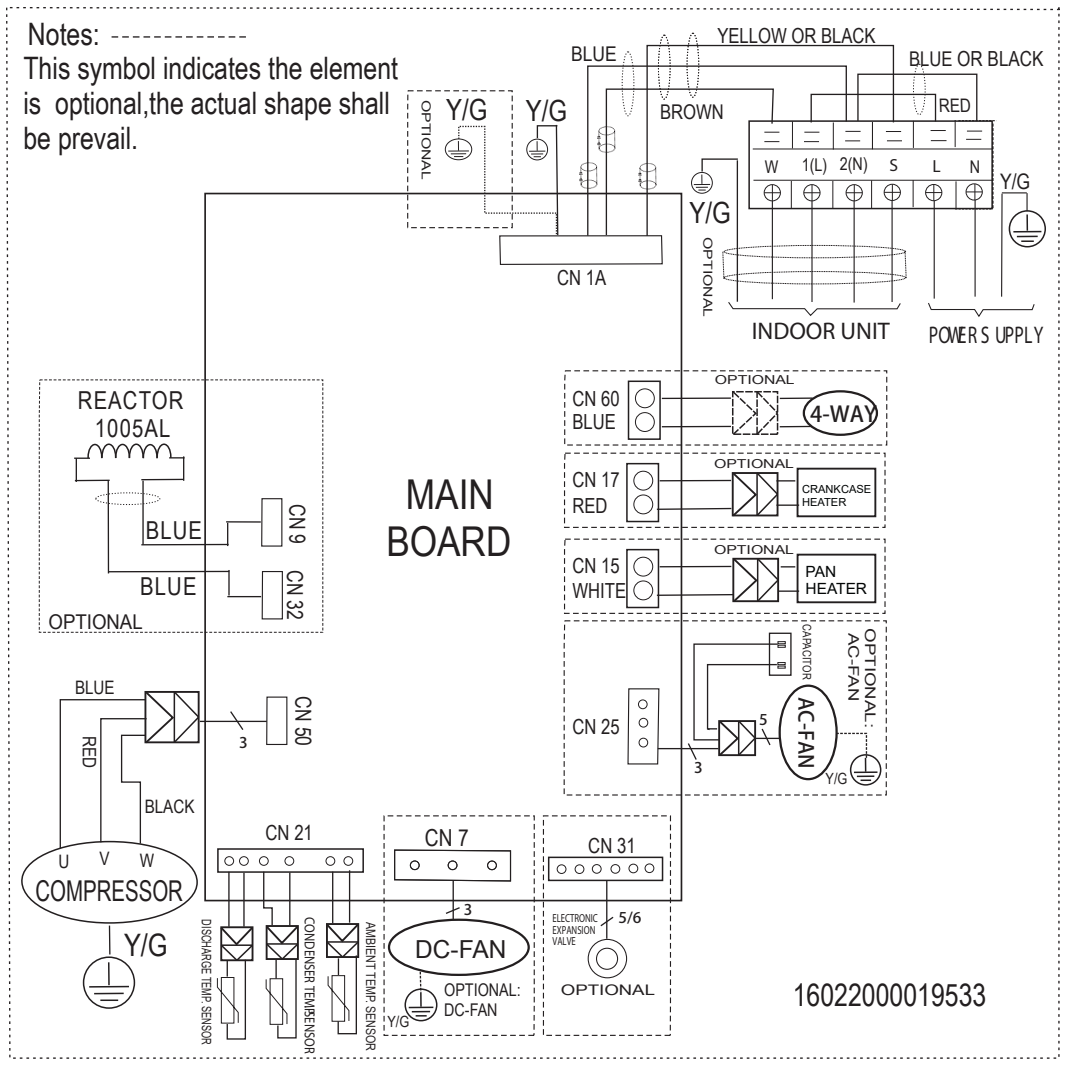 Notes: -------------
This symbol indicates the element
is optional,the actual shape shall
be prevail.
OPTIONAL
Y/G
Y/G
BLUE
YELLOW OR BLACK
BROWN
BLUE OR BLACK
RED
W 1(L) 2(N) S L N
Y/G
Y/G
OPTIONAL
CN 1A
INDOOR UNIT
POWER SUPPLY
REACTOR
1005AL
BLUE
CN 9
BLUE
CN 32
OPTIONAL
MAIN
BOARD
CN 60
BLUE
OPTIONAL
4-WAY
CN 17
RED
OPTIONAL
CRANKCASE
HEATER
CN 15
WHITE
OPTIONAL
PAN
HEATER
CN 25
3
5
CAPACITOR
AC-FAN
OPTIONAL:
AC-FAN
Y/G
BLUE
RED
BLACK
3
CN 50
U V W
COMPRESSOR
Y/G
CN 21
DISCHARGE TEMP. SENSOR
CONDENSER TEMP.SENSOR
AMBIENT TEMP. SENSOR
CN 7
3
DC-FAN
Y/G
OPTIONAL:
DC-FAN
CN 31
ELECTRONIC
EXPANSION
VALVE
5/6
OPTIONAL
16022000019533